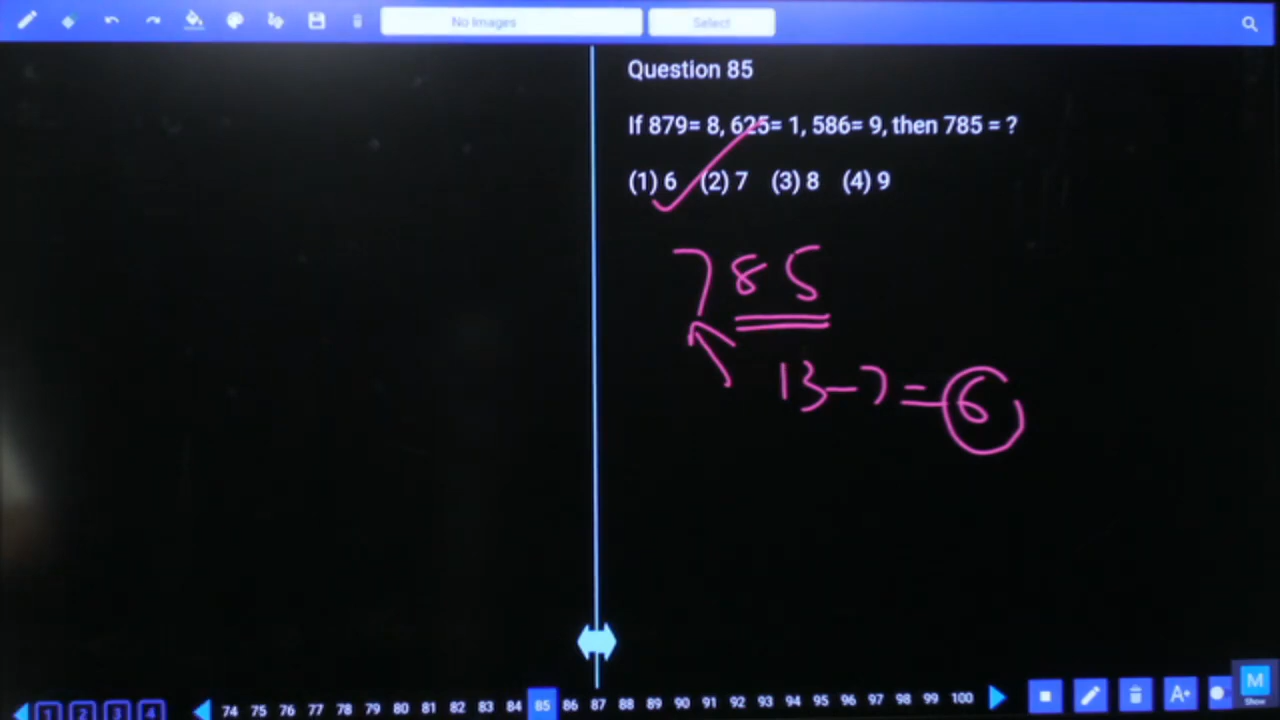 No Images Select
Question 85
If 879= 8, 625= 1, 586= 9, then 785 = ?
(1) 6 (2) 7 (3) 8 (4) 9
785
13-7=6
1 2 3 4 74 75 76 77 78 79 80 81 82 83 84 85 86 87 88 89 90 91 92 93 94 95 96 97 98 99 100 A+ M
Show